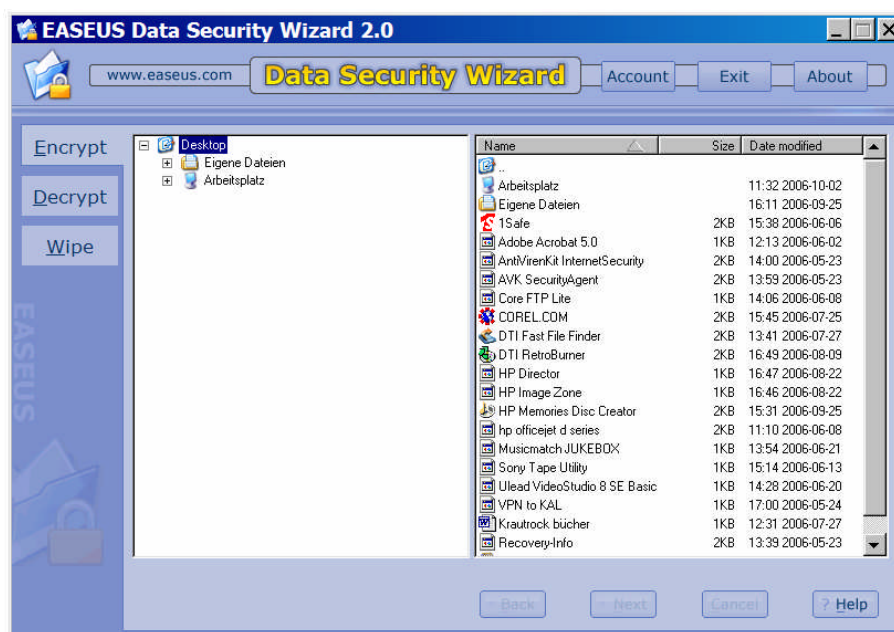 EASEUS Data Security Wizard 2.0
www.easeus.com Data Security Wizard Account Exit About
Encrypt
Decrypt
Wipe
EASEUS
Desktop
Eigene Dateien
Arbeitsplatz
Name Size Date modified
..
Arbeitsplatz 11:32 2006-10-02
Eigene Dateien 16:11 2006-09-25
1Safe 2KB 15:38 2006-06-06
Adobe Acrobat 5.0 1KB 12:13 2006-06-02
AntiVirenKit InternetSecurity 2KB 14:00 2006-05-23
AVK SecurityAgent 2KB 13:59 2006-05-23
Core FTP Lite 1KB 14:06 2006-06-08
COREL.COM 2KB 15:45 2006-07-25
DTI Fast File Finder 2KB 13:41 2006-07-27
DTI RetroBurner 2KB 16:49 2006-08-09
HP Director 1KB 16:47 2006-08-22
HP Image Zone 1KB 16:46 2006-08-22
HP Memories Disc Creator 2KB 15:31 2006-09-25
hp officejet d series 2KB 11:10 2006-06-08
Musicmatch JUKEBOX 1KB 13:54 2006-06-21
Sony Tape Utility 1KB 15:14 2006-06-13
Ulead VideoStudio 8 SE Basic 1KB 14:28 2006-06-20
VPN to KAL 1KB 17:00 2006-05-24
Krautrock bücher 1KB 12:31 2006-07-27
Recovery-Info 2KB 13:39 2006-05-23
Back Next Cancel ? Help